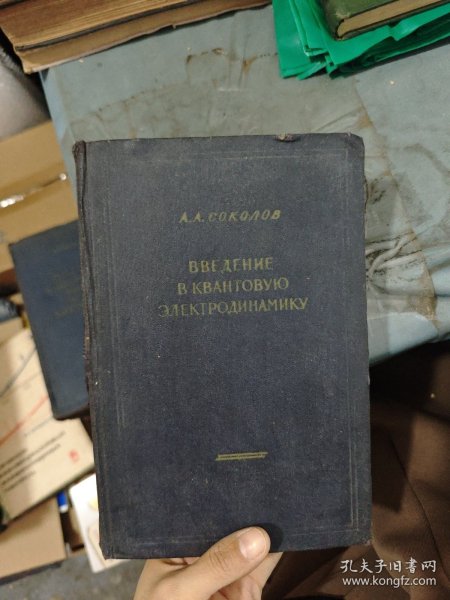 А.А.СОКОЛОВ
ВВЕДЕНИЕ
В КВАНТОВУЮ
ЭЛЕКТРОДИНАМИКУ
孔夫子旧书网
www.kongfz.com